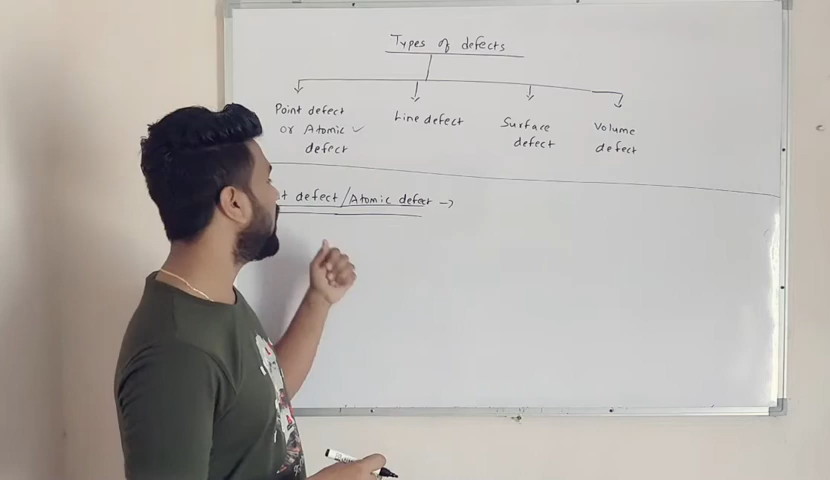 Types of defects
Point defect
or Atomic
defect
Line defect
Surface
defect
Volume
defect
defect/Atomic defect →